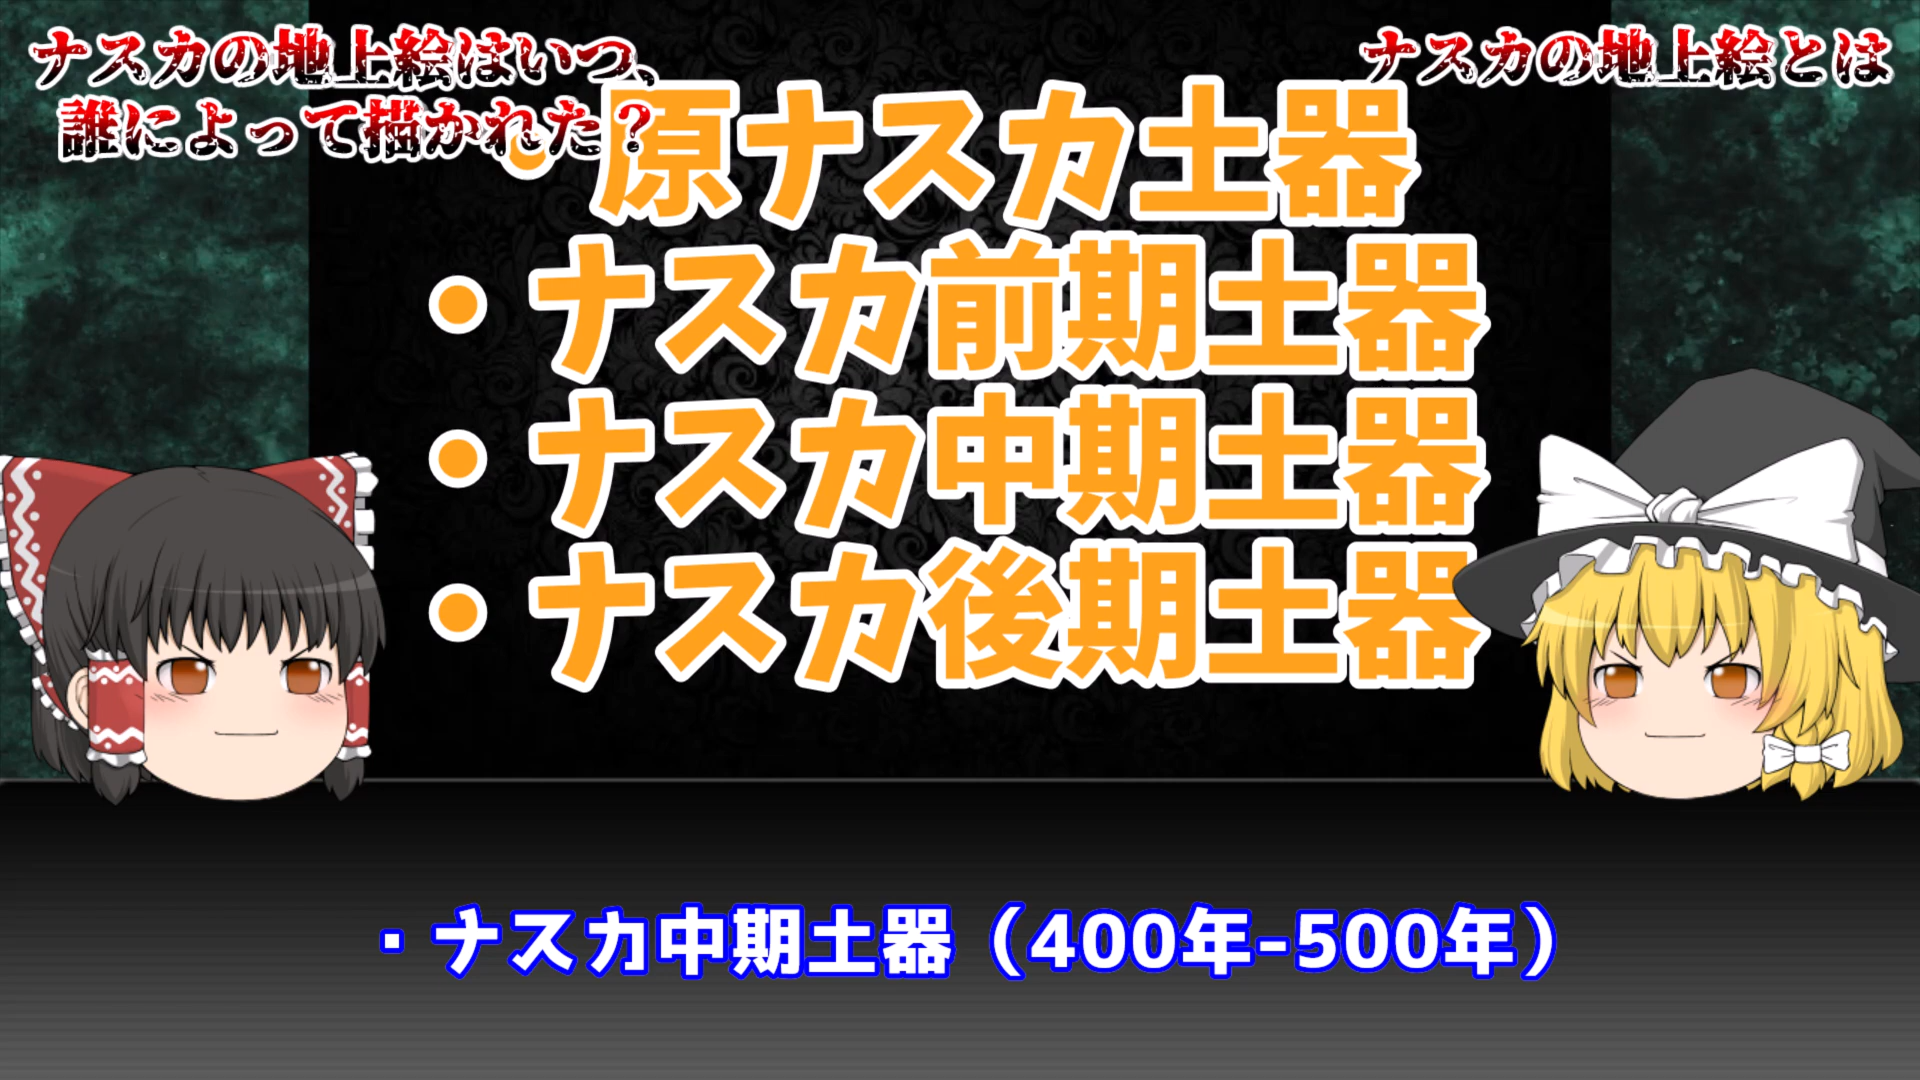 ナスカの地上絵はいつ、
誰によって描かれた？
ナスカの地上絵とは
・原ナスカ土器
・ナスカ前期土器
・ナスカ中期土器
・ナスカ後期土器
・ナスカ中期土器（400年-500年）